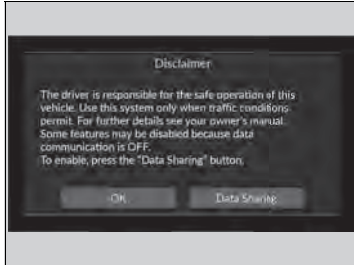 Disclaimer
The driver is responsible for the safe operation of this
vehicle. Use this system only when traffic conditions
permit. For further details see your owner's manual.
Some features may be disabled because data
communication is OFF.
To enable, press the "Data Sharing" button.
OK
Data Sharing